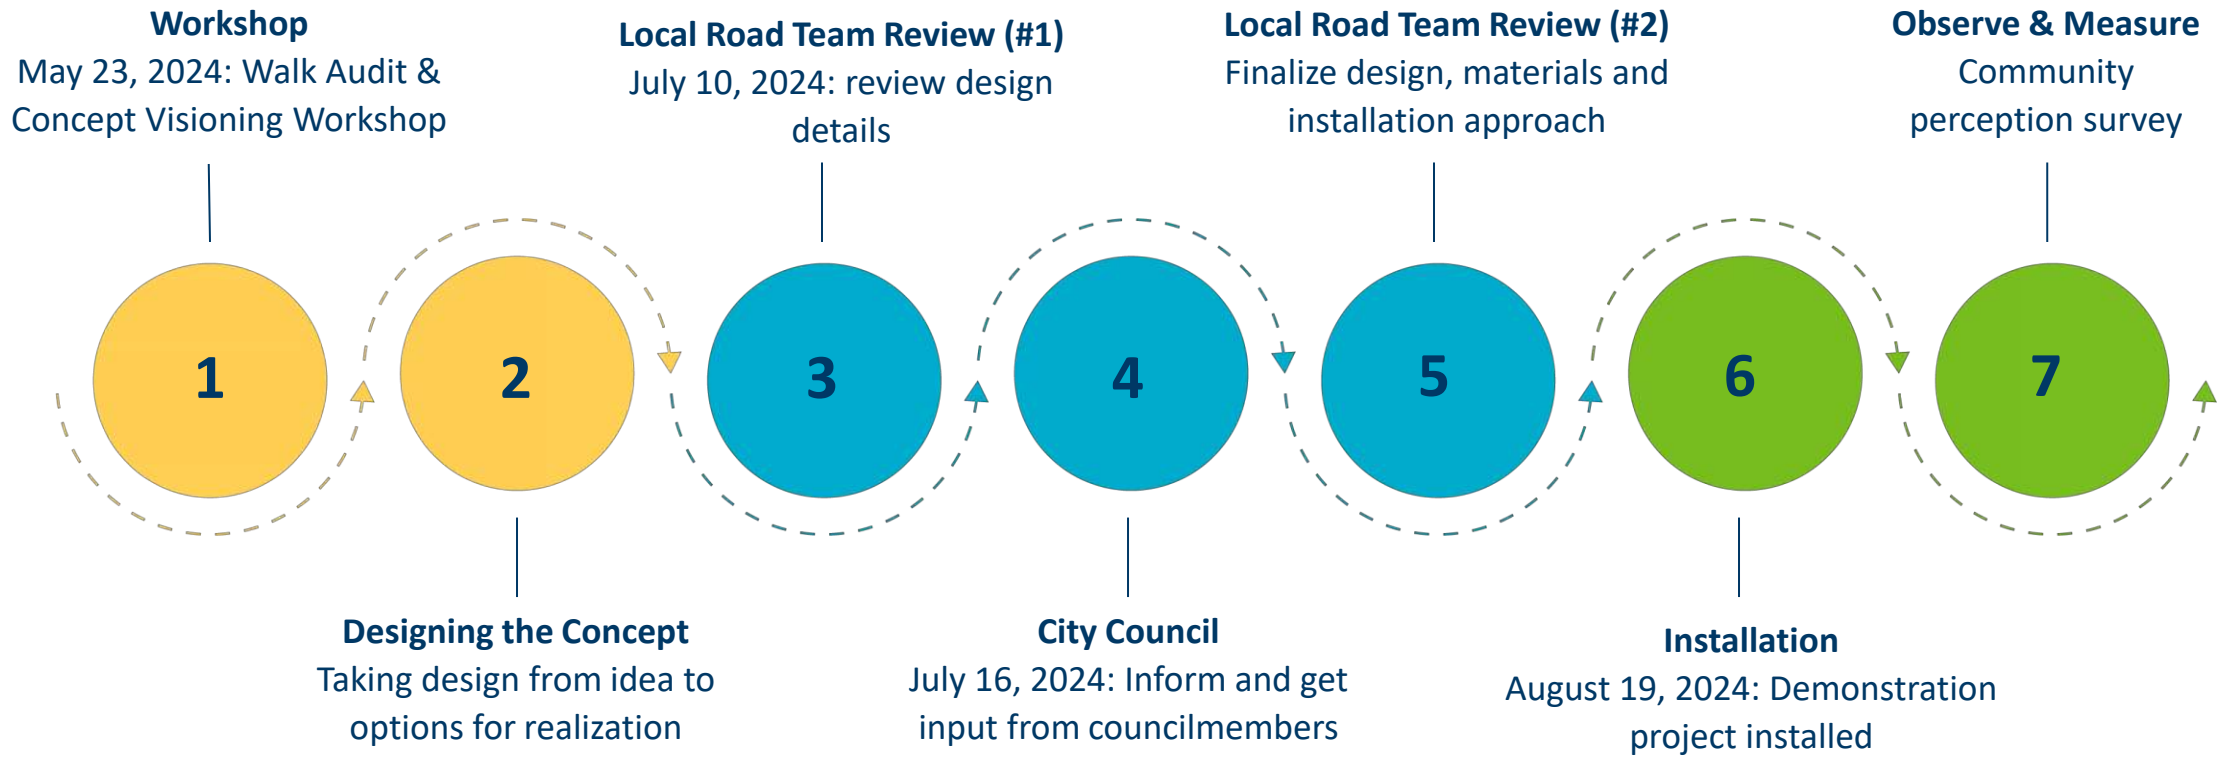 Workshop
May 23, 2024: Walk Audit &
Concept Visioning Workshop
Local Road Team Review (#1)
July 10, 2024: review design
details
Local Road Team Review (#2)
Finalize design, materials and
installation approach
Observe & Measure
Community
perception survey
1
2
3
4
5
6
7
Designing the Concept
Taking design from idea to
options for realization
City Council
July 16, 2024: Inform and get
input from councilmembers
Installation
August 19, 2024: Demonstration
project installed